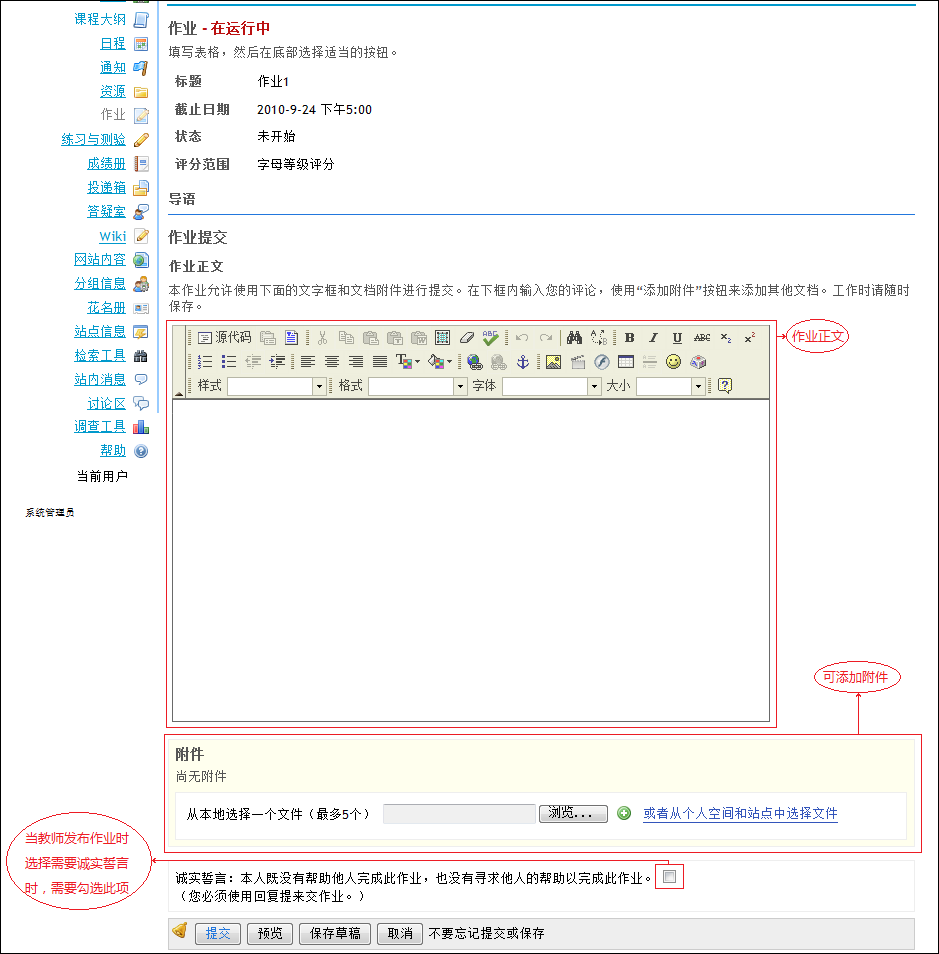 课程大纲
日程
通知
资源
作业
练习与测验
成绩册
投递箱
答疑室
Wiki
网站内容
分组信息
花名册
站点信息
检索工具
站内消息
讨论区
调查工具
帮助
当前用户
系统管理员
作业 - 在运行中
填写表格，然后在底部选择适当的按钮。
标题 作业1
截止日期 2010-9-24 下午5:00
状态 未开始
评分范围 字母等级评分
导语
作业提交
作业正文
本作业允许使用下面的文字框和文档附件进行提交。在下框内输入您的评论，使用“添加附件”按钮来添加其他文档。工作时请随时
保存。
源代码 ABC B I U ABC x₂ x²
样式 格式 字体 大小
作业正文
可添加附件
附件
尚无附件
从本地选择一个文件（最多5个） 浏览... 或者从个人空间和站点中选择文件
当教师发布作业时
选择需要诚实誓言
时，需要勾选此项
诚实誓言：本人既没有帮助他人完成此作业，也没有寻求他人的帮助以完成此作业。
（您必须使用回复提来交作业。）
提交 预览 保存草稿 取消 不要忘记提交或保存